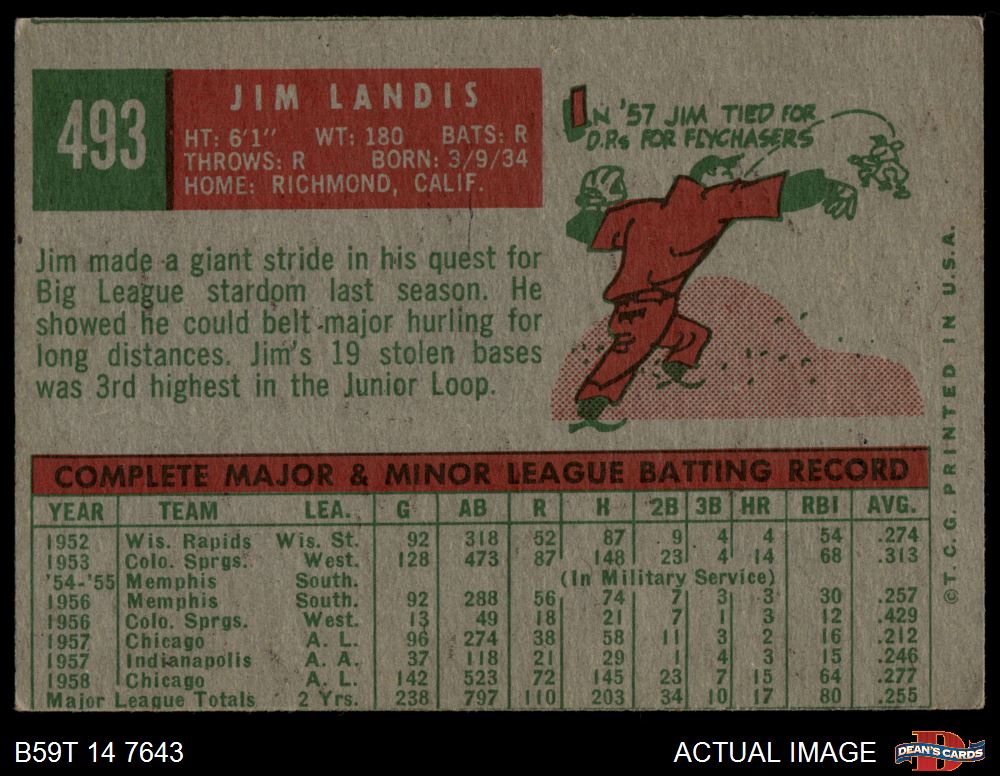 493
JIM LANDIS
HT: 6'1" WT: 180 BATS: R
THROWS: R BORN: 3/9/34
HOME: RICHMOND, CALIF.
IN '57 JIM TIED FOR
D.P.s FOR FLYCHASERS
Jim made a giant stride in his quest for
Big League stardom last season. He
showed he could belt major hurling for
long distances. Jim's 19 stolen bases
was 3rd highest in the Junior Loop.
©T.C.G. PRINTED IN U.S.A.
COMPLETE MAJOR & MINOR LEAGUE BATTING RECORD
YEAR TEAM LEA. G AB R H 2B 3B HR RBI AVG.
1952 Wis. Rapids Wis. St. 92 318 52 87 9 4 4 54 .274
1953 Colo. Sprgs. West. 128 473 87 148 23 4 14 68 .313
'54-'55 Memphis South. (In Military Service)
1956 Memphis South. 92 288 56 74 7 3 3 30 .257
1956 Colo. Sprgs. West. 13 49 18 21 7 1 3 12 .429
1957 Chicago A. L. 96 274 38 58 11 3 2 16 .212
1957 Indianapolis A. A. 37 118 21 29 1 4 3 15 .246
1958 Chicago A. L. 142 523 72 145 23 7 15 64 .277
Major League Totals 2 Yrs. 238 797 110 203 34 10 17 80 .255
B59T 14 7643
ACTUAL IMAGE
DEAN'S CARDS